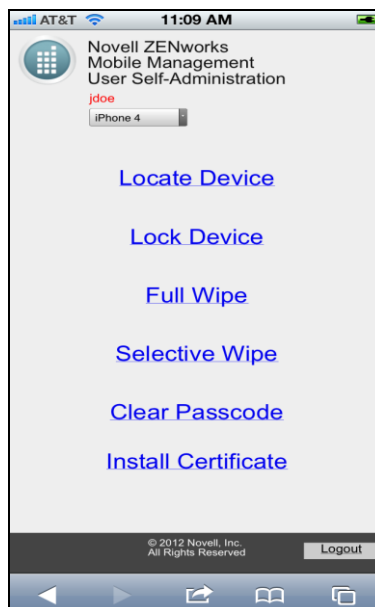 AT&T 11:09 AM
Novell ZENworks
Mobile Management
User Self-Administration
jdoe
iPhone 4
Locate Device
Lock Device
Full Wipe
Selective Wipe
Clear Passcode
Install Certificate
© 2012 Novell, Inc.
All Rights Reserved
Logout